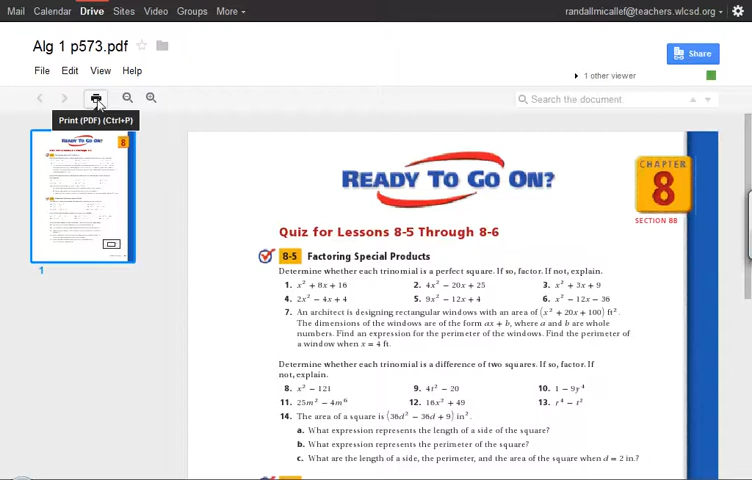 Mail Calendar Drive Sites Video Groups More randallmicallef@teachers.wlcsd.org
Alg 1 p573.pdf
File Edit View Help
Share
1 other viewer
Print (PDF) (Ctrl+P)
Search the document
1
READY TO GO ON?
CHAPTER
8
SECTION 8B
Quiz for Lessons 8-5 Through 8-6
8-5 Factoring Special Products
Determine whether each trinomial is a perfect square. If so, factor. If not, explain.
1. x² + 8x + 16 2. 4x² − 20x + 25 3. x² + 3x + 9
4. 2x² − 4x + 4 5. 9x² − 12x + 4 6. x² − 12x − 36
7. An architect is designing rectangular windows with an area of (x² + 20x + 100) ft².
The dimensions of the windows are of the form ax + b, where a and b are whole
numbers. Find an expression for the perimeter of the windows. Find the perimeter of
a window when x = 4 ft.
Determine whether each trinomial is a difference of two squares. If so, factor. If
not, explain.
8. x² − 121 9. 4t² − 20 10. 1 − 9y⁴
11. 25m² − 4m⁶ 12. 16x² + 49 13. r⁴ − t²
14. The area of a square is (36d² − 36d + 9) in².
a. What expression represents the length of a side of the square?
b. What expression represents the perimeter of the square?
c. What are the length of a side, the perimeter, and the area of the square when d = 2 in.?